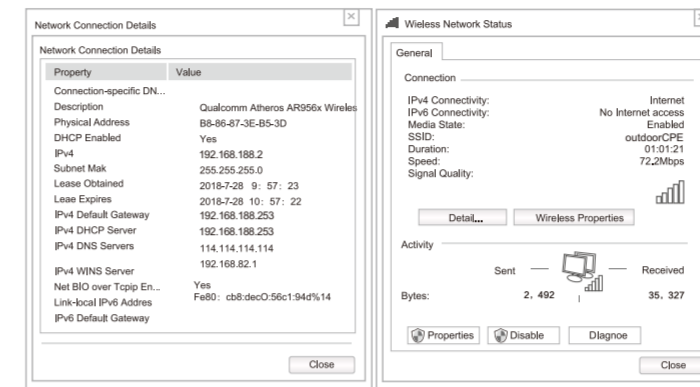 Network Connection Details
Network Connection Details
Property Value
Connection-specific DN...
Description Qualcomm Atheros AR956x Wireles
Physical Address B8-86-87-3E-B5-3D
DHCP Enabled Yes
IPv4 192.168.188.2
Subnet Mak 255.255.255.0
Lease Obtained 2018-7-28 9: 57: 23
Leae Expires 2018-7-28 10: 57: 22
IPv4 Default Gateway 192.168.188.253
IPv4 DHCP Server 192.168.188.253
IPv4 DNS Servers 114.114.114.114
192.168.82.1
IPv4 WINS Server
Net BIO over Tcpip En... Yes
Link-local IPv6 Addres Fe80: cb8:decO:56c1:94d%14
IPv6 Default Gateway
Close
Wieless Network Status
General
Connection
IPv4 Connectivity: Internet
IPv6 Connectivity: No Internet access
Media State: Enabled
SSID: outdoorCPE
Duration: 01:01:21
Speed: 72.2Mbps
Signal Quality:
Detail... Wireless Properties
Activity
Sent Received
Bytes: 2, 492 35, 327
Properties Disable DIagnoe
Close